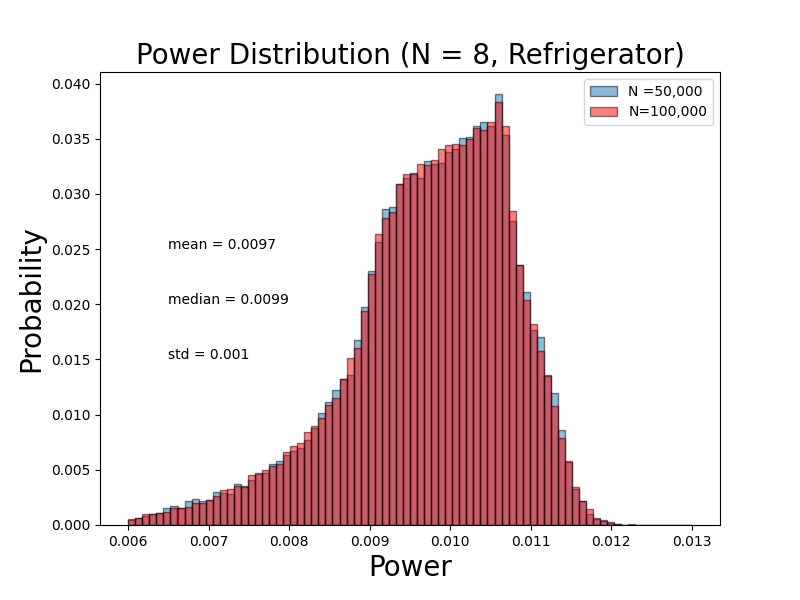 Power Distribution (N = 8, Refrigerator)
N =50,000
N=100,000
0.040
0.035
0.030
0.025
0.020
0.015
0.010
0.005
0.000
Probability
mean = 0.0097
median = 0.0099
std = 0.001
0.006 0.007 0.008 0.009 0.010 0.011 0.012 0.013
Power